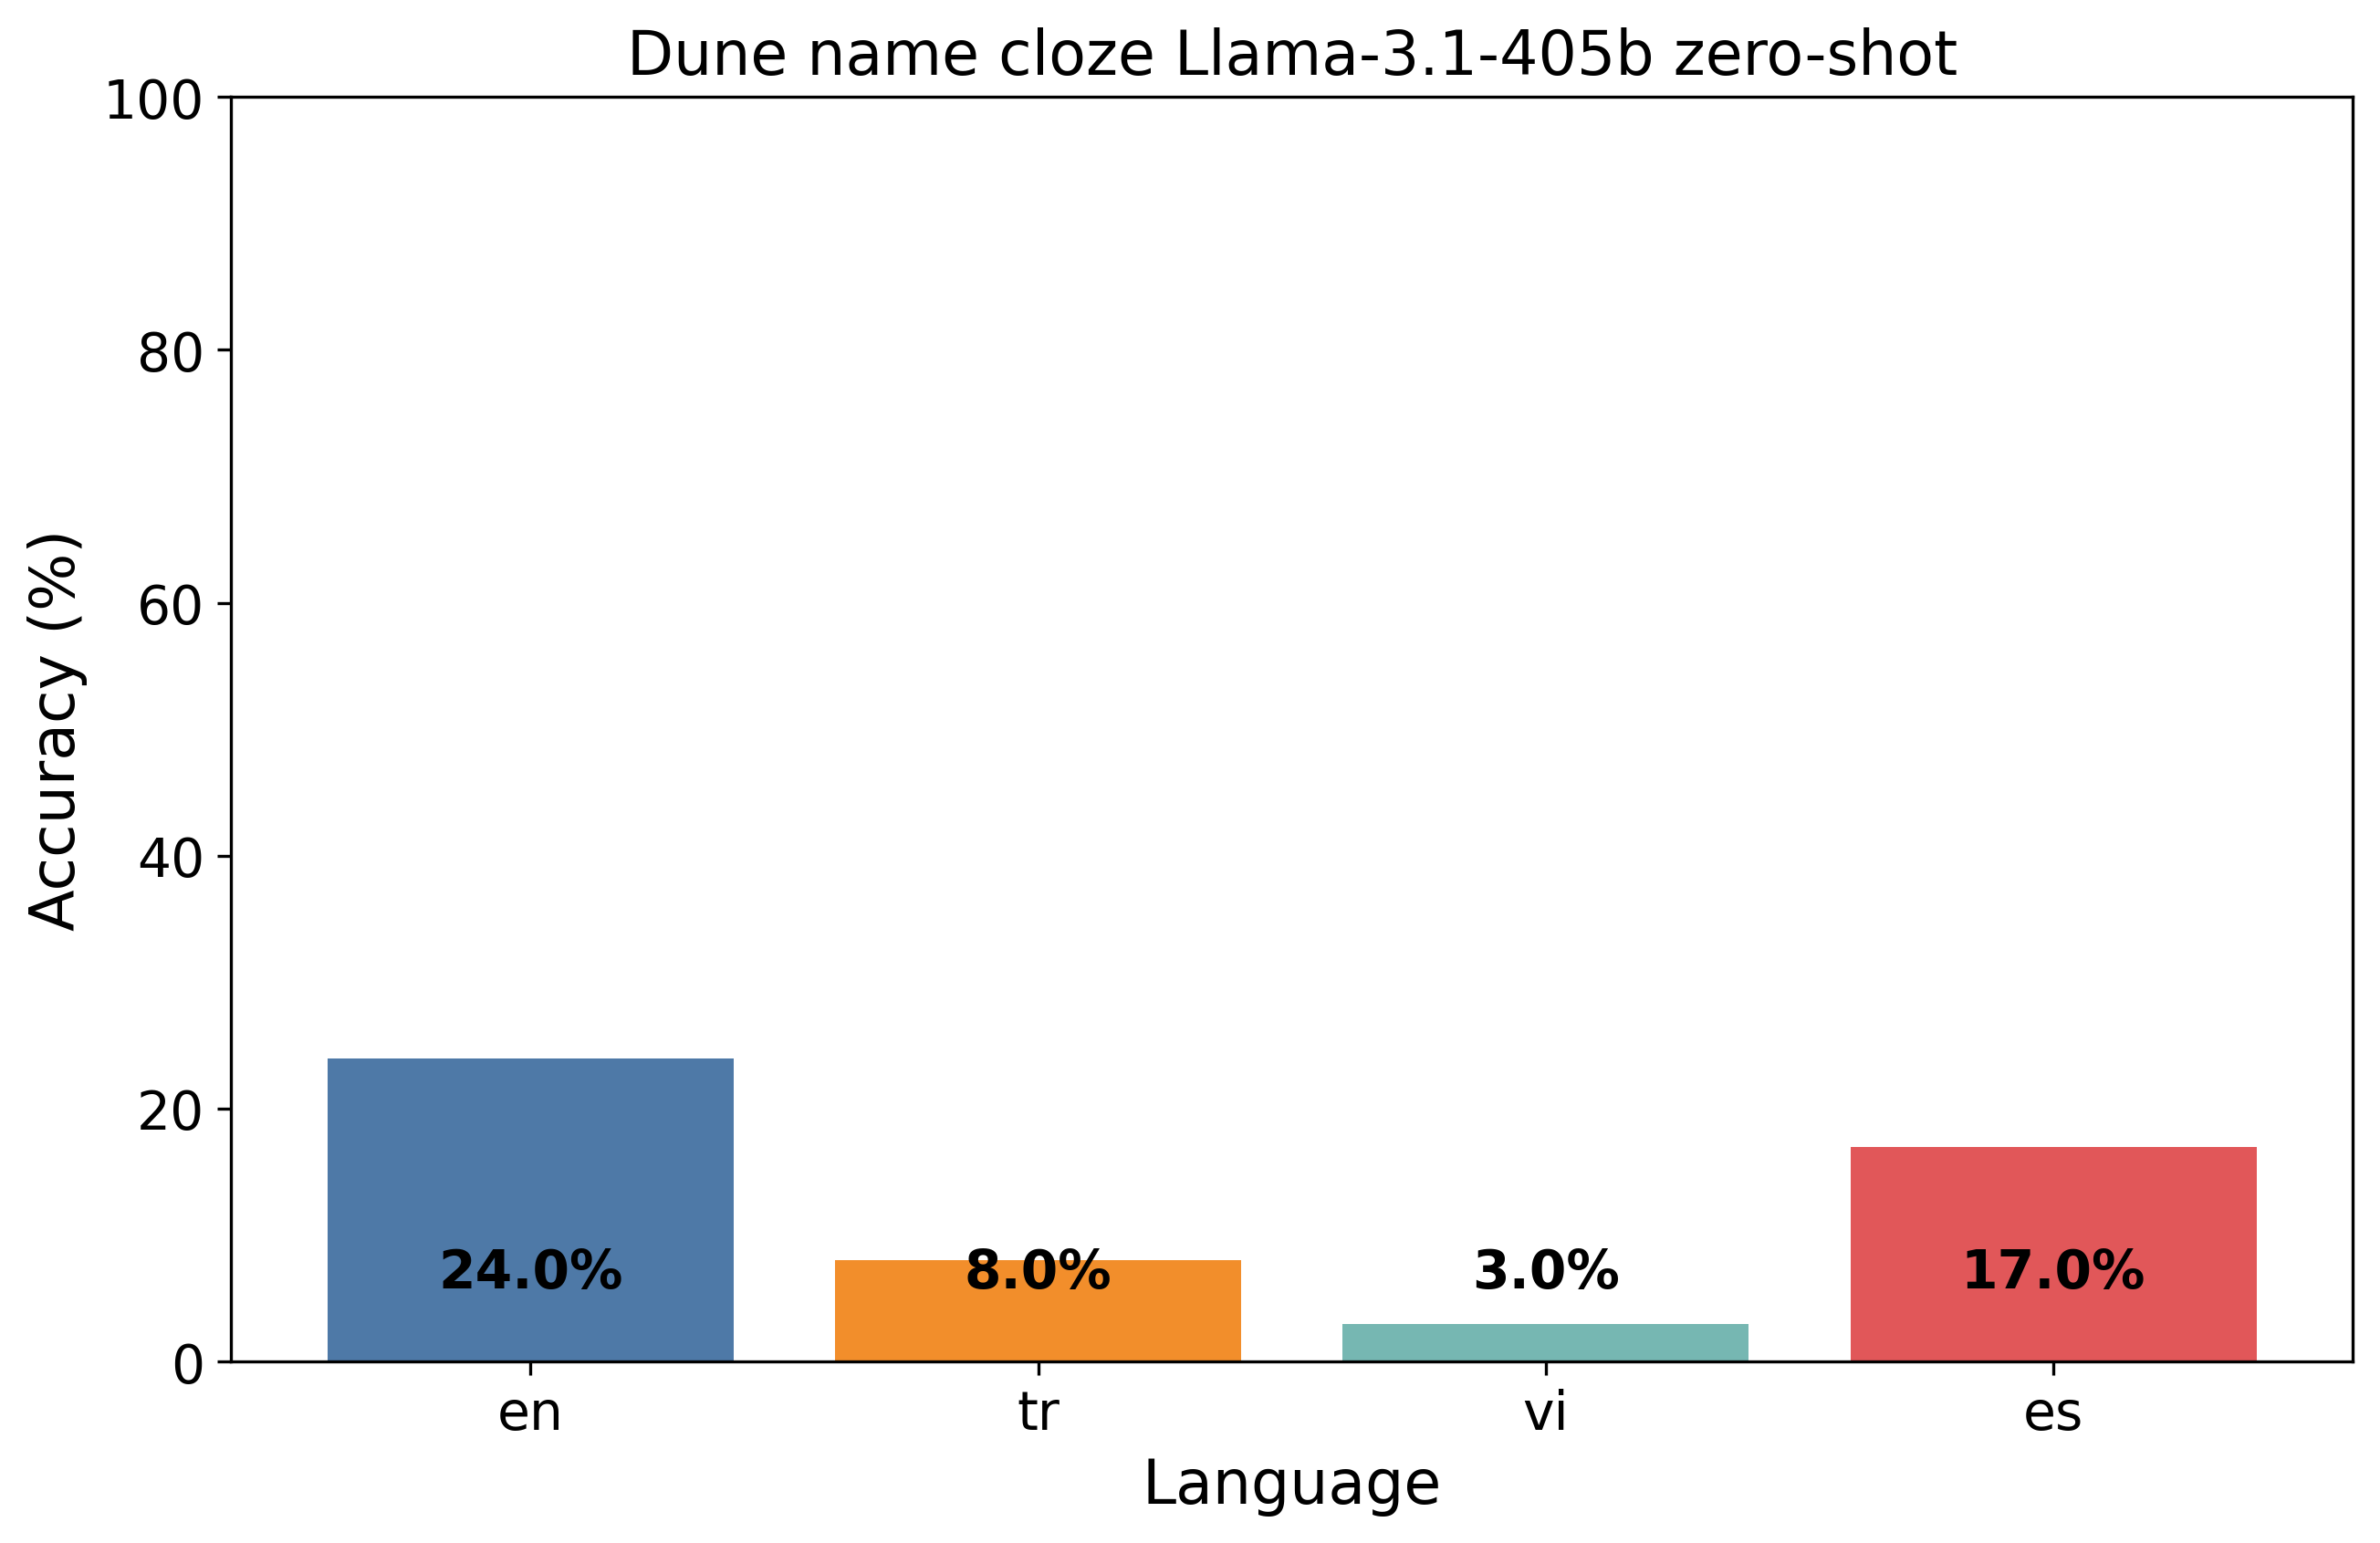 Dune name cloze Llama-3.1-405b zero-shot
Accuracy (%)
100
80
60
40
20
0
24.0%
8.0%
3.0%
17.0%
en
tr
vi
es
Language